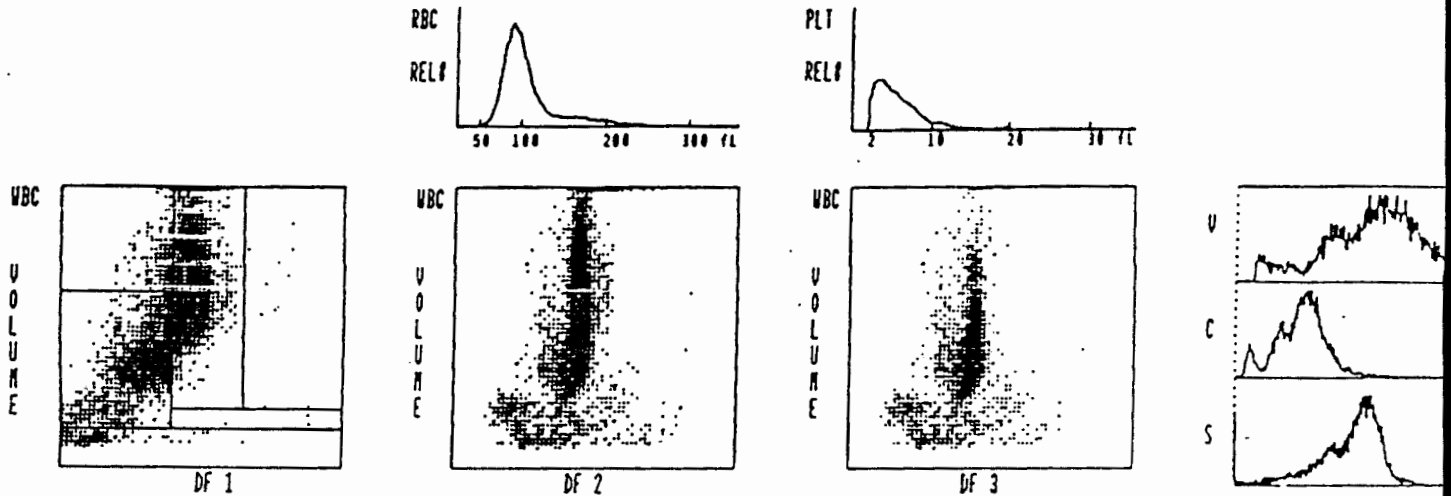 RBC
REL#
50 100 200 300 fL
PLT
REL#
2 10 20 30 fL
WBC
VOLUME
DF 1
WBC
VOLUME
DF 2
WBC
VOLUME
DF 3
V
C
S